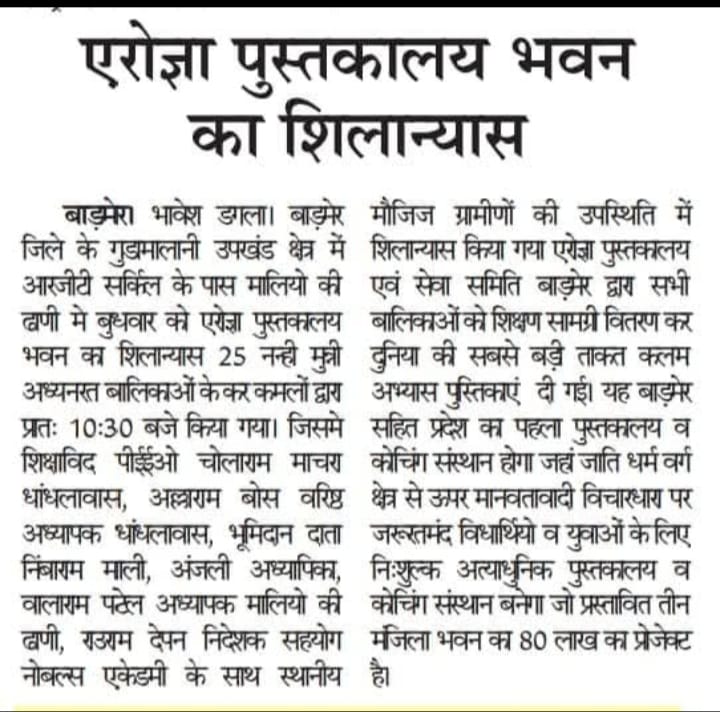 एरोज्ञा पुस्तकालय भवन
का शिलान्यास
बाड़मेर। भावेश डगला। बाड़मेर
जिले के गुडामालानी उपखंड क्षेत्र में
आरजीटी सर्किल के पास मालियो की
ढाणी मे बुधवार को एरोज्ञा पुस्तकालय
भवन का शिलान्यास 25 नन्ही मुन्नी
अध्यनरत बालिकाओं के कर कमलों द्वारा
प्रातः 10:30 बजे किया गया। जिसमे
शिक्षाविद पीईईओ चोलाराम माचरा
धांधलावास, अल्लाराम बोस वरिष्ठ
अध्यापक धांधलावास, भूमिदान दाता
निंबाराम माली, अंजली अध्यापिका,
वालाराम पटेल अध्यापक मालियो की
ढाणी, राउराम देपन निदेशक सहयोग
नोबल्स एकेडमी के साथ स्थानीय
मौजिज ग्रामीणों की उपस्थिति में
शिलान्यास किया गया एरोज्ञा पुस्तकालय
एवं सेवा समिति बाड़मेर द्वारा सभी
बालिकाओं को शिक्षण सामग्री वितरण कर
दुनिया की सबसे बड़ी ताकत कलम
अभ्यास पुस्तिकाएं दी गई। यह बाड़मेर
सहित प्रदेश का पहला पुस्तकालय व
कोचिंग संस्थान होगा जहां जाति धर्म वर्ग
क्षेत्र से ऊपर मानवतावादी विचारधारा पर
जरूरतमंद विधार्थियो व युवाओं के लिए
निःशुल्क अत्याधुनिक पुस्तकालय व
कोचिंग संस्थान बनेगा जो प्रस्तावित तीन
मंजिला भवन का 80 लाख का प्रोजेक्ट
है।